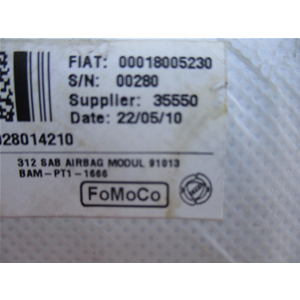 FIAT: 00018005230
S/N: 00280
Supplier: 35550
Date: 22/05/10
028014210
312 SAB AIRBAG MODUL 91013
BAM-PT1-1666
FoMoCo